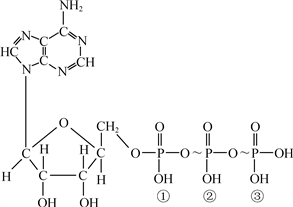 NH₂
C
N C N
HC
C CH
N N
O CH₂ O O O
C H H C O—P—O~P—O~P—OH
H C C H OH OH OH
OH OH ① ② ③